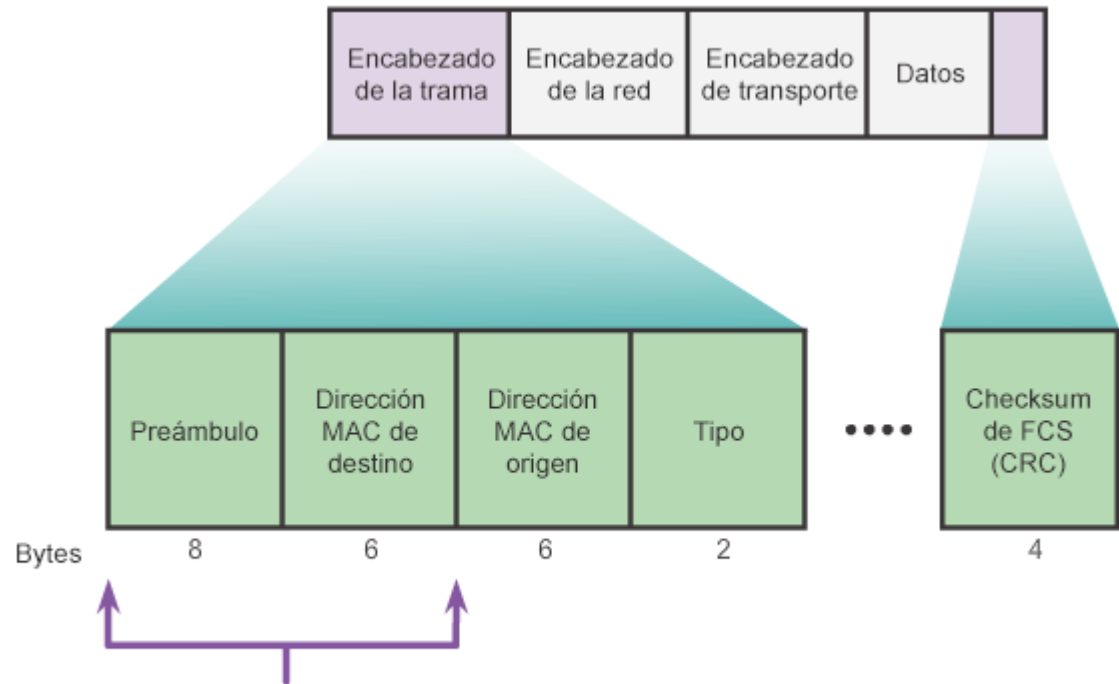 Encabezado
de la trama
Encabezado
de la red
Encabezado
de transporte
Datos
Preámbulo
Dirección
MAC de
destino
Dirección
MAC de
origen
Tipo
Checksum
de FCS
(CRC)
Bytes
8
6
6
2
4